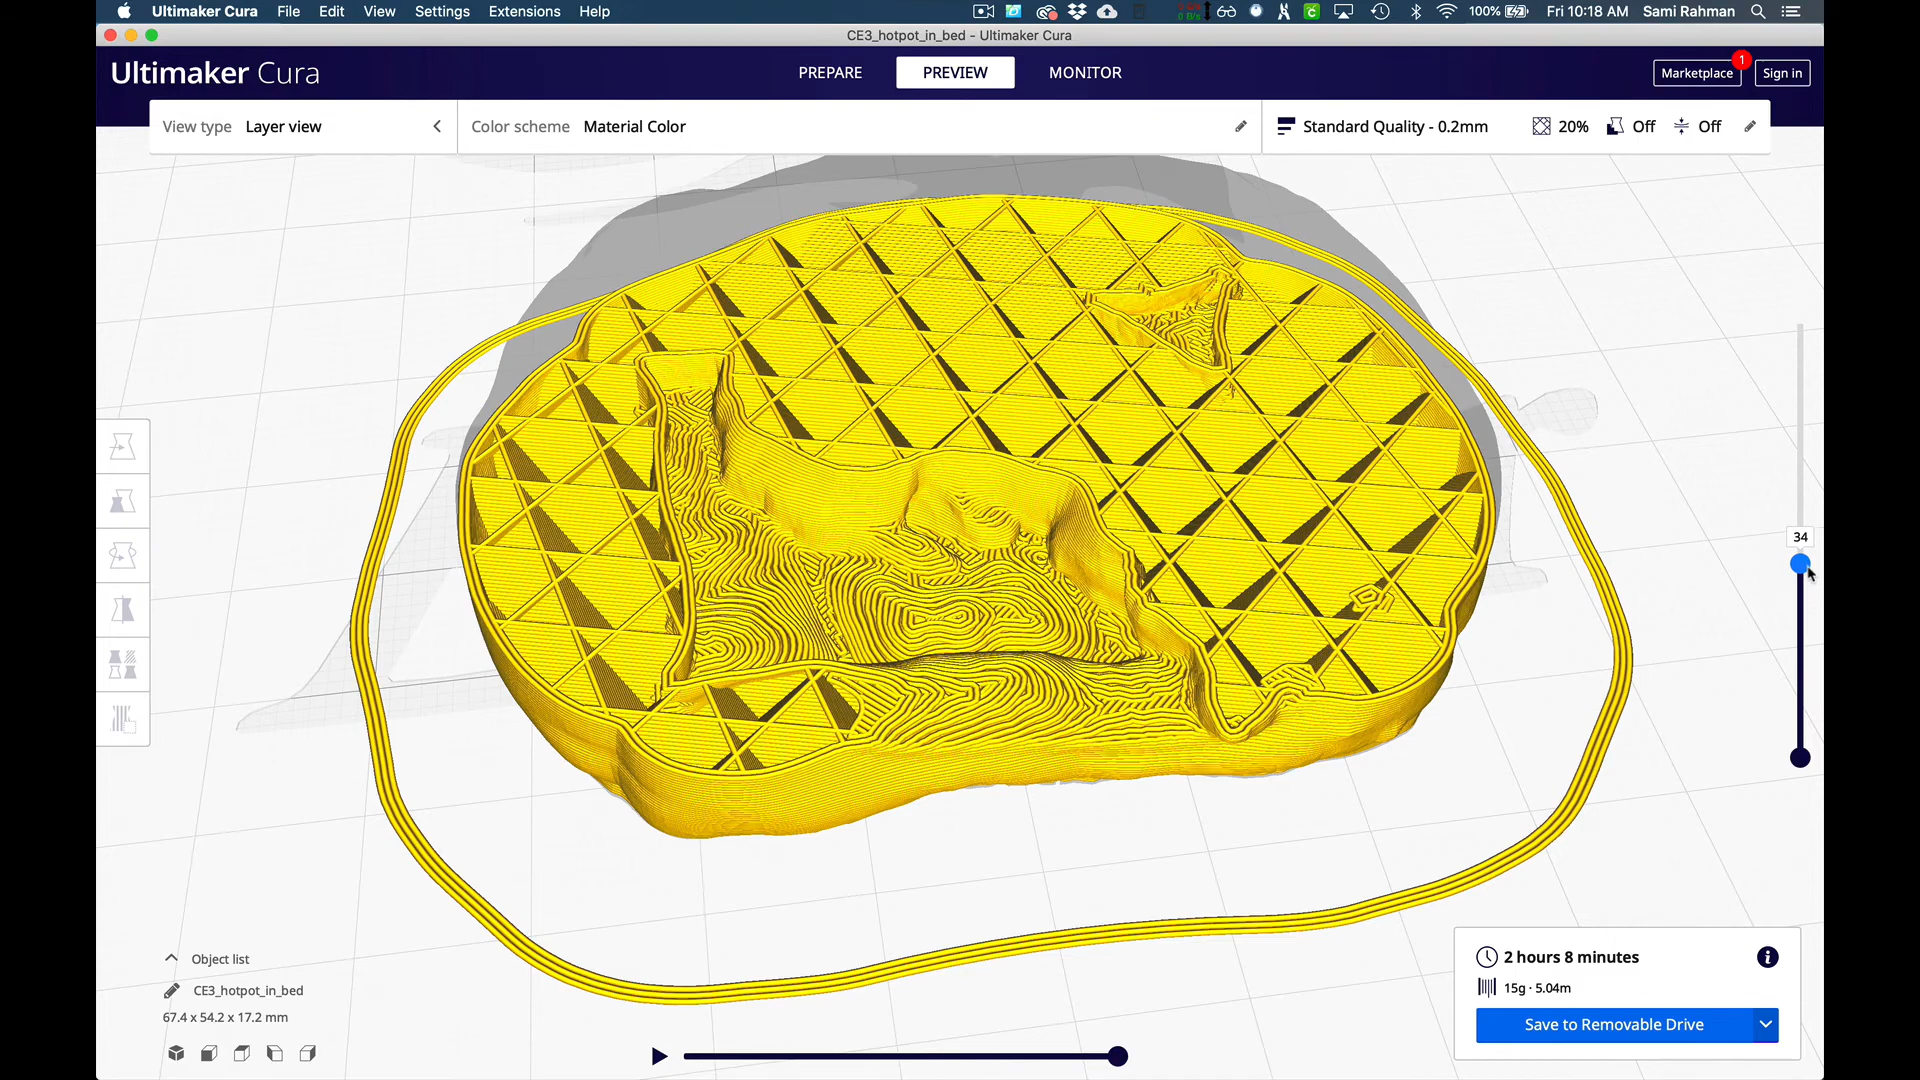 Ultimaker Cura File Edit View Settings Extensions Help 100% Fri 10:18 AM Sami Rahman
CE3_hotpot_in_bed - Ultimaker Cura
Ultimaker Cura PREPARE PREVIEW MONITOR Marketplace 1 Sign in
View type Layer view Color scheme Material Color Standard Quality - 0.2mm 20% Off Off
34
Object list
CE3_hotpot_in_bed
67.4 x 54.2 x 17.2 mm
2 hours 8 minutes
15g · 5.04m
Save to Removable Drive